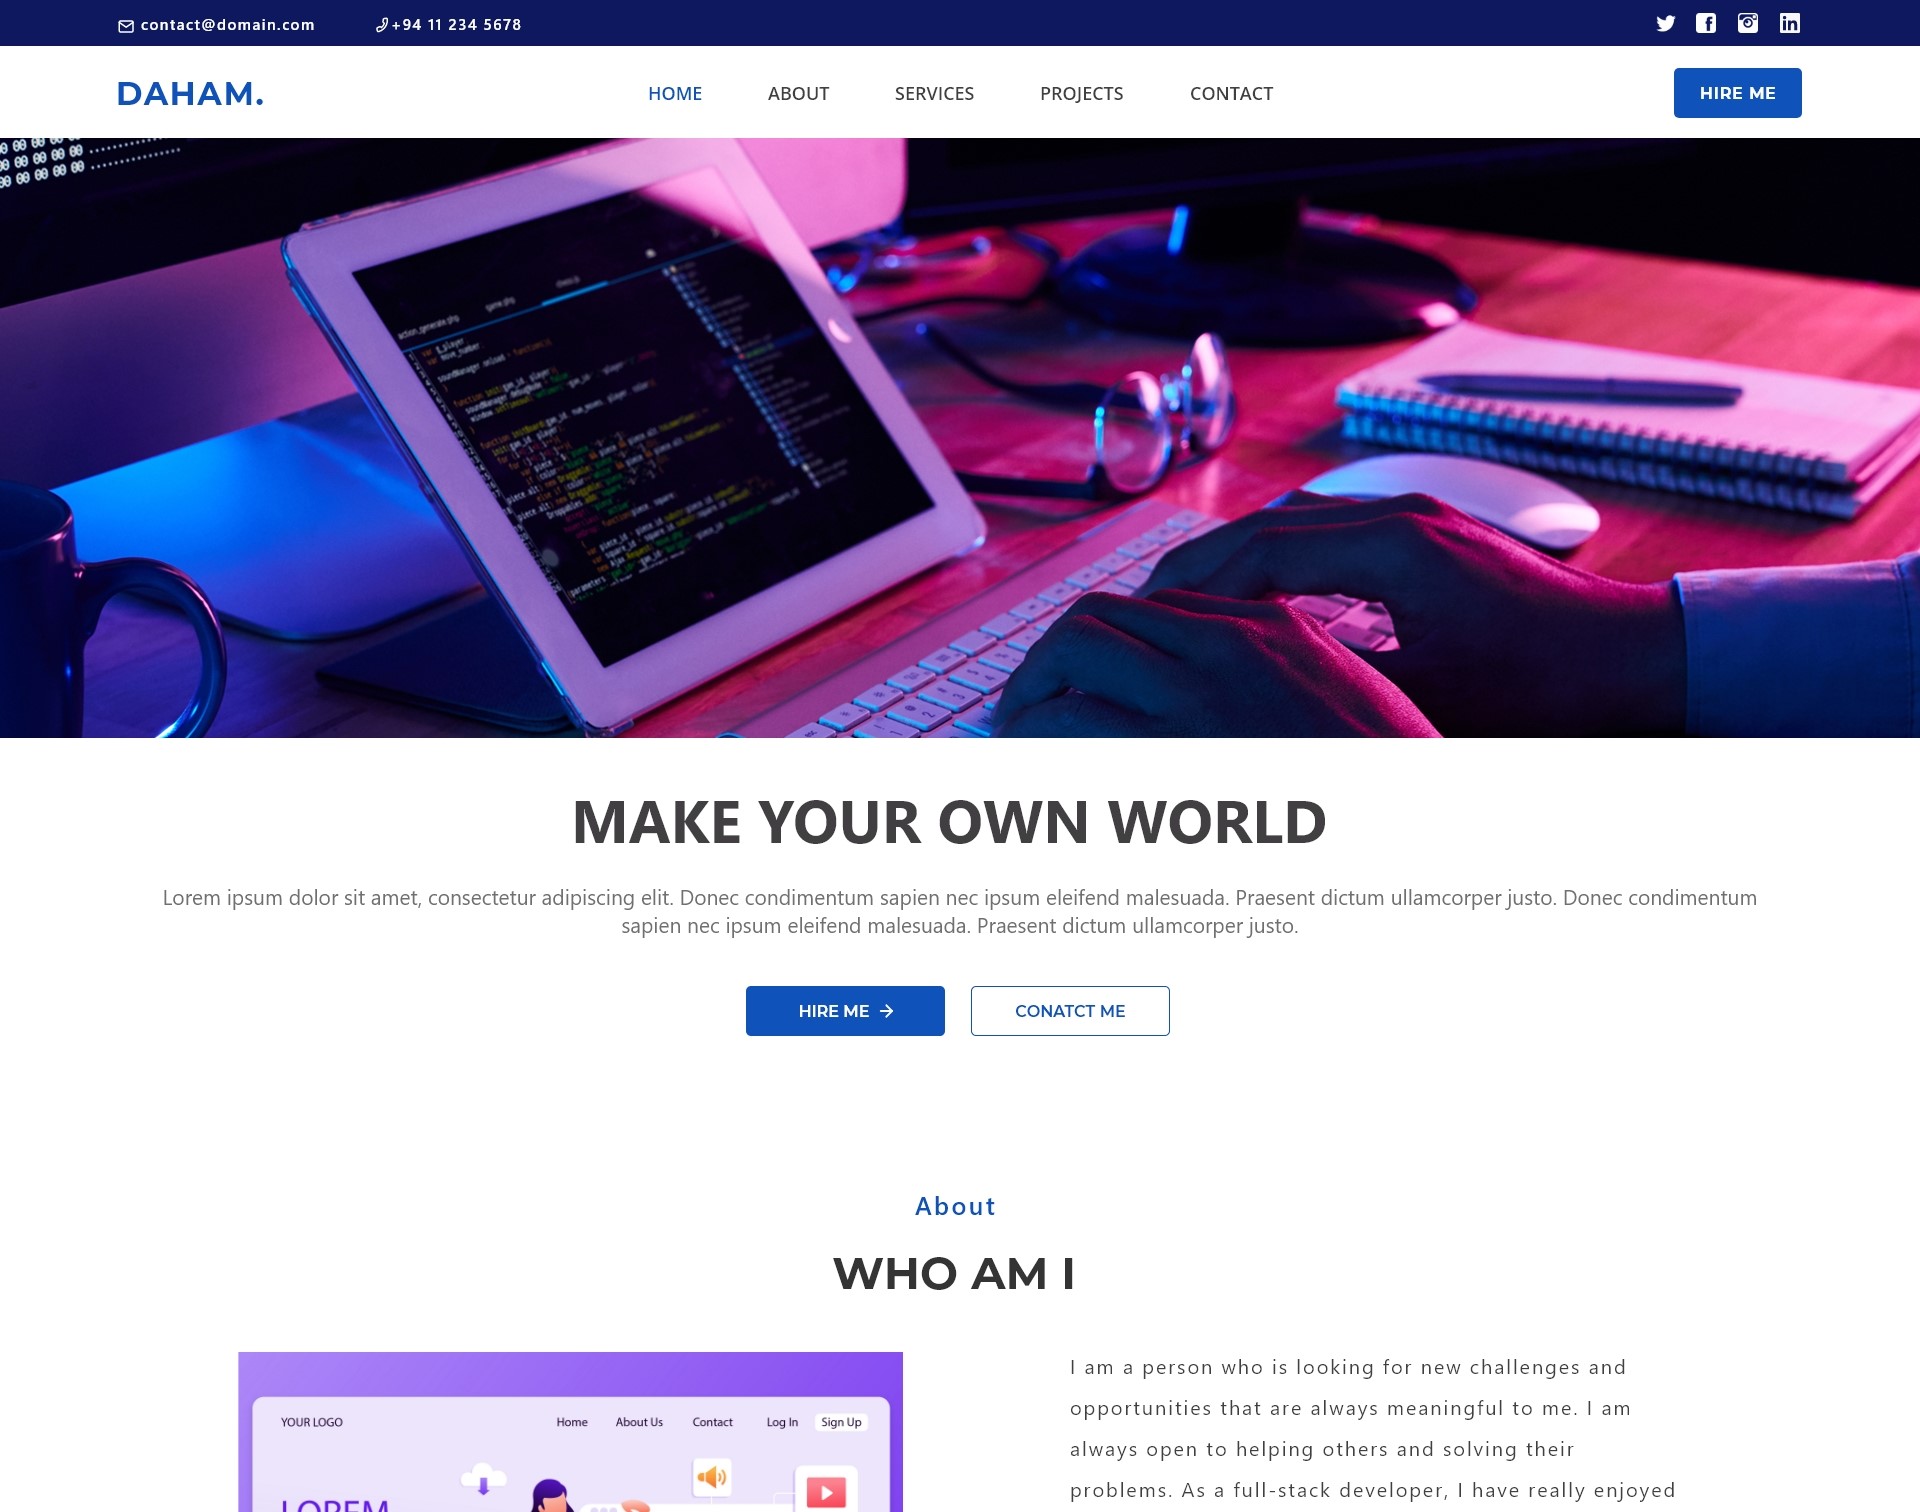 contact@domain.com +94 11 234 5678
DAHAM. HOME ABOUT SERVICES PROJECTS CONTACT HIRE ME
MAKE YOUR OWN WORLD
Lorem ipsum dolor sit amet, consectetur adipiscing elit. Donec condimentum sapien nec ipsum eleifend malesuada. Praesent dictum ullamcorper justo. Donec condimentum
sapien nec ipsum eleifend malesuada. Praesent dictum ullamcorper justo.
HIRE ME → CONATCT ME
About
WHO AM I
YOUR LOGO Home About Us Contact Log In Sign Up
LOREM
I am a person who is looking for new challenges and
opportunities that are always meaningful to me. I am
always open to helping others and solving their
problems. As a full-stack developer, I have really enjoyed